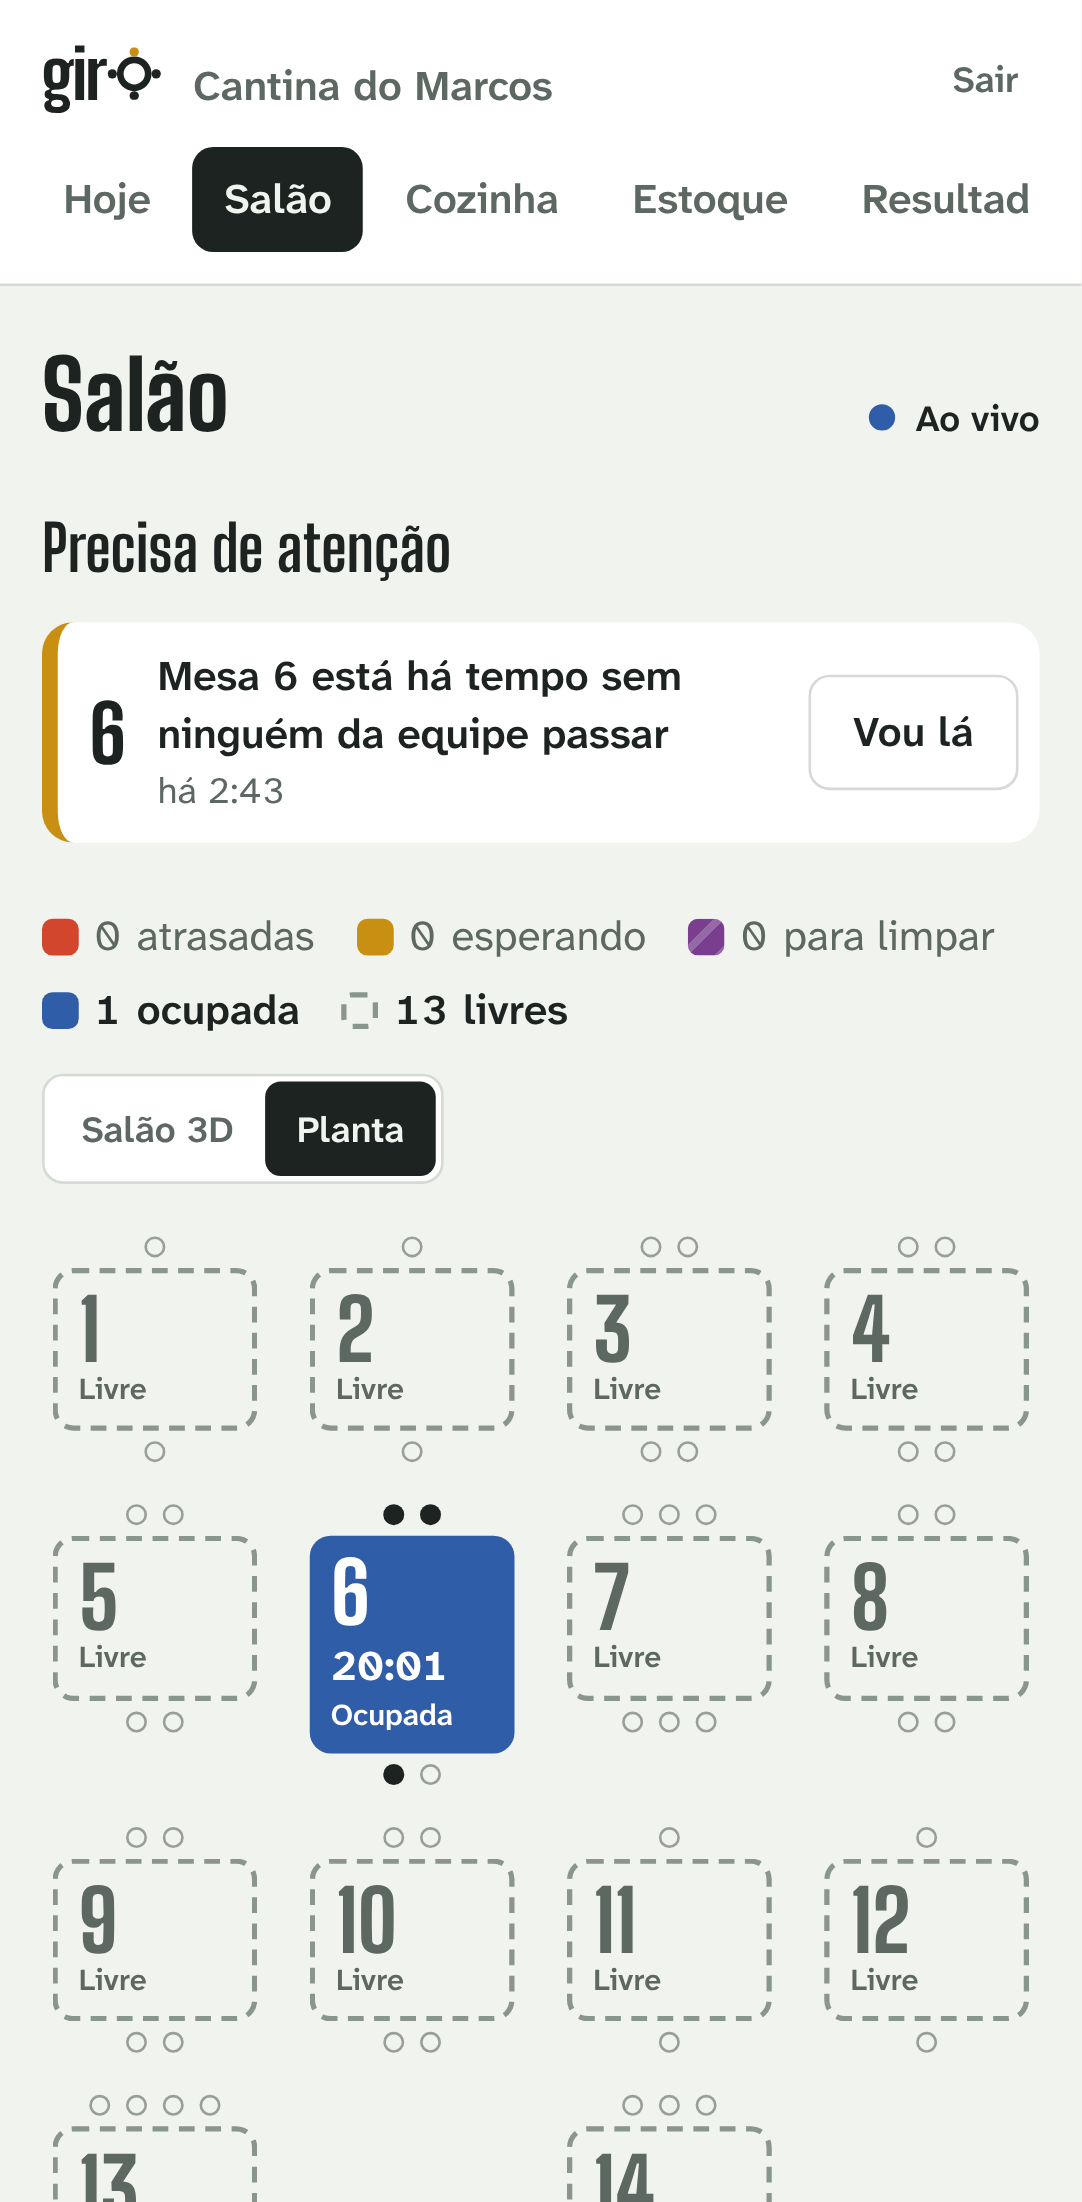 giro
Cantina do Marcos
Sair
Hoje
Salão
Cozinha
Estoque
Resultad
Salão
Ao vivo
Precisa de atenção
6
Mesa 6 está há tempo sem
ninguém da equipe passar
há 2:43
Vou lá
0 atrasadas
0 esperando
0 para limpar
1 ocupada
13 livres
Salão 3D
Planta
1
Livre
2
Livre
3
Livre
4
Livre
5
Livre
6
20:01
Ocupada
7
Livre
8
Livre
9
Livre
10
Livre
11
Livre
12
Livre
13
14